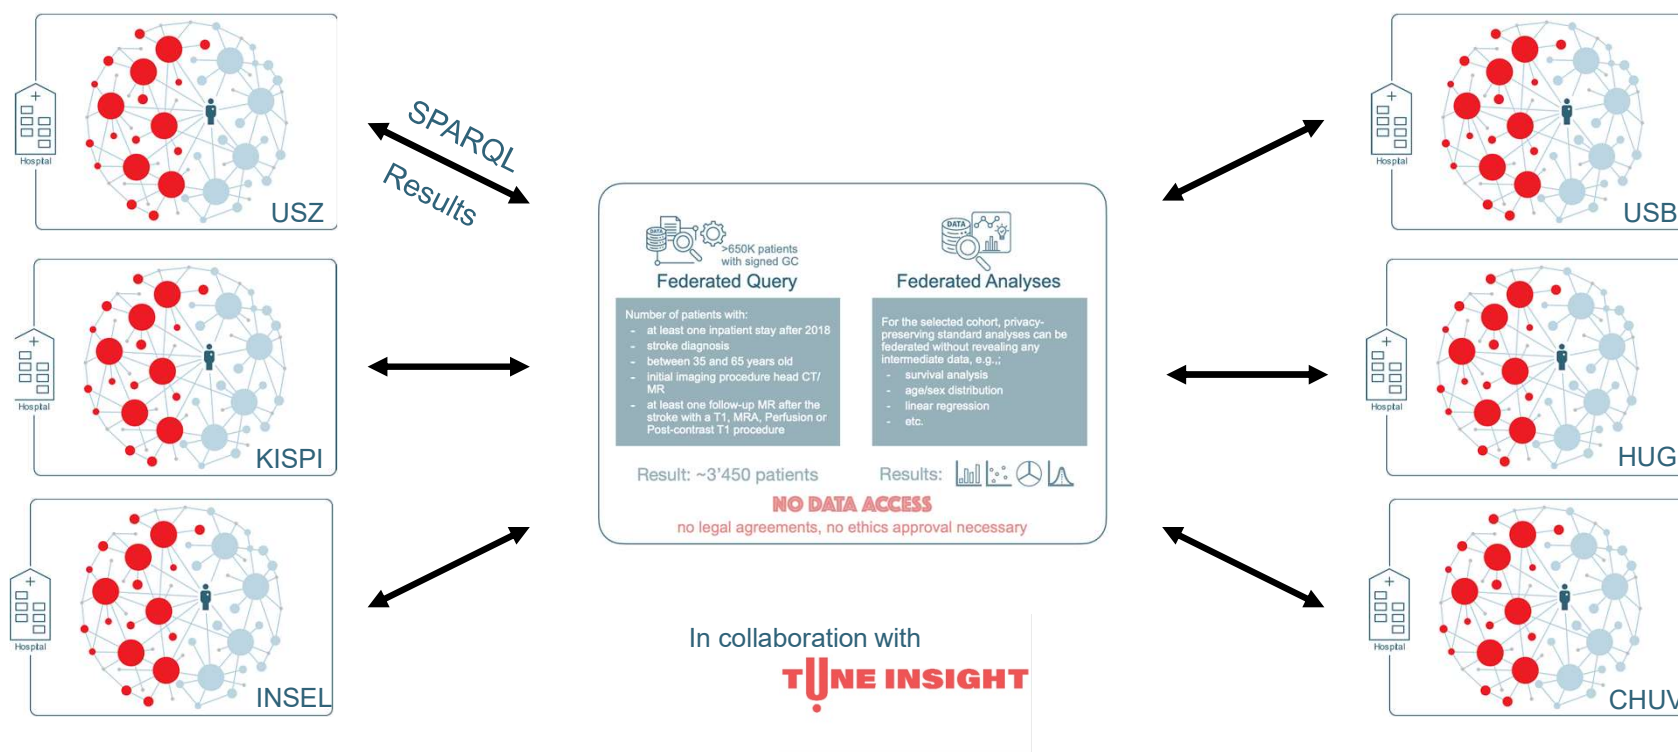 Hospital
USZ
SPARQL
Results
Hospital
KISPI
Hospital
INSEL
DATA
>650K patients
with signed GC
Federated Query
Number of patients with:
- at least one inpatient stay after 2018
- stroke diagnosis
- between 35 and 65 years old
- initial imaging procedure head CT/
MR
- at least one follow-up MR after the
stroke with a T1, MRA, Perfusion or
Post-contrast T1 procedure
Result: ~3'450 patients
DATA
Federated Analyses
For the selected cohort, privacy-
preserving standard analyses can be
federated without revealing any
intermediate data, e.g.,;
- survival analysis
- age/sex distribution
- linear regression
- etc.
Results:
NO DATA ACCESS
no legal agreements, no ethics approval necessary
In collaboration with
TUNE INSIGHT
Hospital
USB
Hospital
HUG
Hospital
CHUV